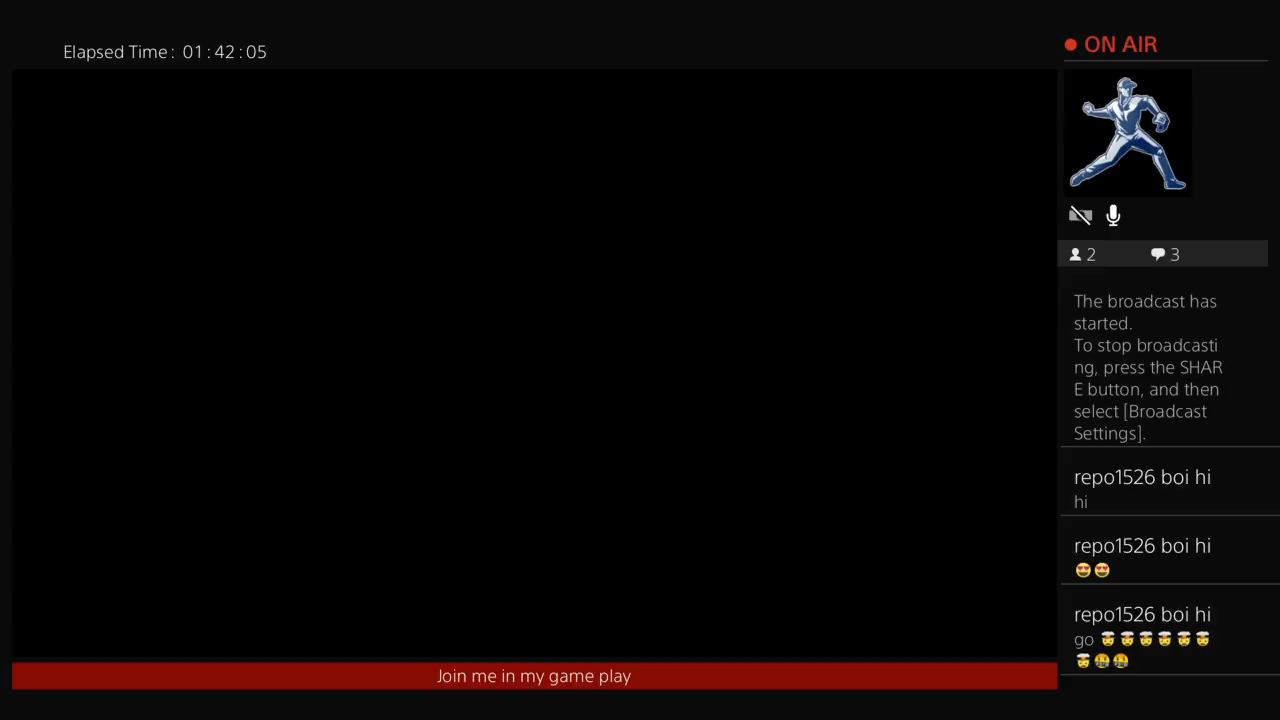 Elapsed Time: 01:42:05
ON AIR
2 3
The broadcast has
started.
To stop broadcasti
ng, press the SHAR
E button, and then
select [Broadcast
Settings].
repo1526 boi hi
hi
repo1526 boi hi
😍😍
repo1526 boi hi
go 🤯🤯🤯🤯🤯🤯
🤯🤮🤮
Join me in my game play